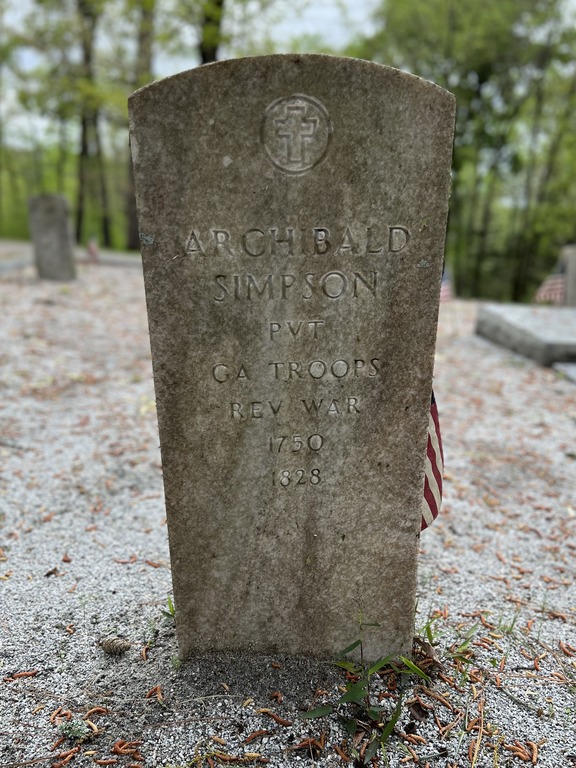 ARCHIBALD
SIMPSON
PVT
GA TROOPS
REV WAR
1750
1828